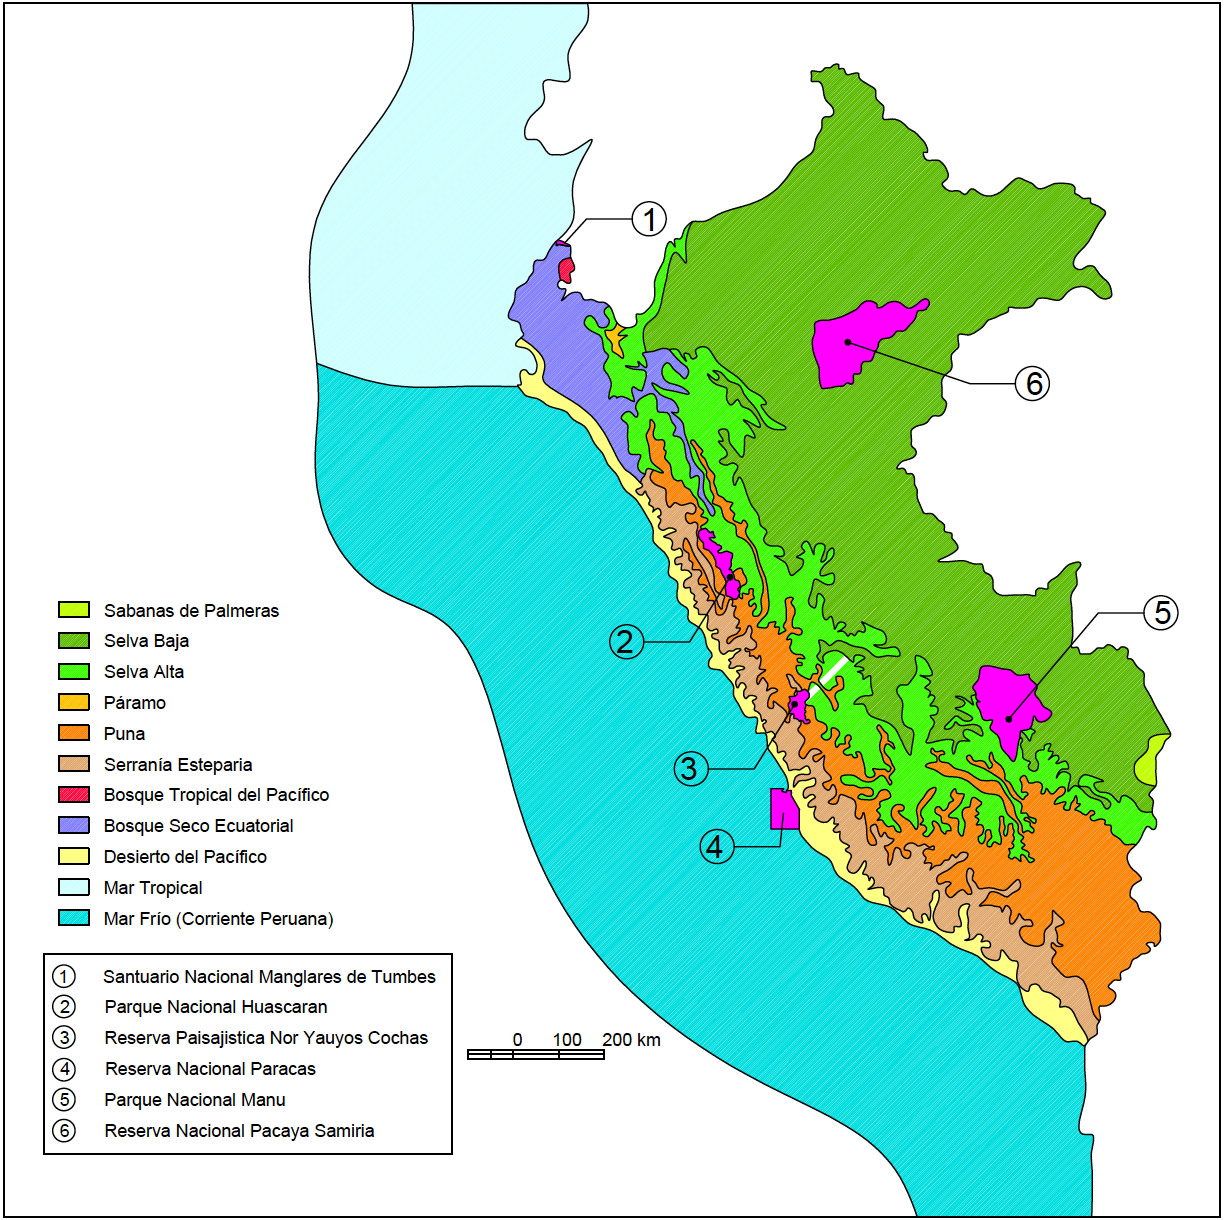 1
6
5
2
3
4
Sabanas de Palmeras
Selva Baja
Selva Alta
Páramo
Puna
Serranía Esteparia
Bosque Tropical del Pacífico
Bosque Seco Ecuatorial
Desierto del Pacífico
Mar Tropical
Mar Frío (Corriente Peruana)
1 Santuario Nacional Manglares de Tumbes
2 Parque Nacional Huascaran
3 Reserva Paisajistica Nor Yauyos Cochas
4 Reserva Nacional Paracas
5 Parque Nacional Manu
6 Reserva Nacional Pacaya Samiria
0 100 200 km